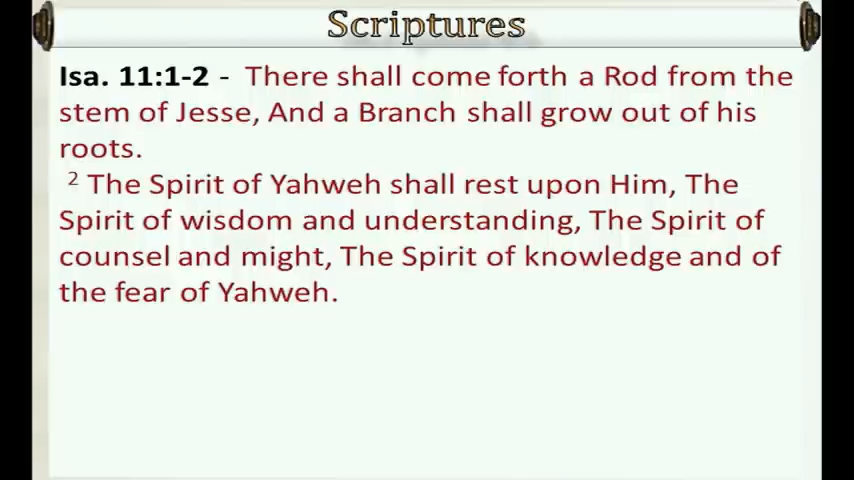 Scriptures
Isa. 11:1-2 - There shall come forth a Rod from the
stem of Jesse, And a Branch shall grow out of his
roots.
2 The Spirit of Yahweh shall rest upon Him, The
Spirit of wisdom and understanding, The Spirit of
counsel and might, The Spirit of knowledge and of
the fear of Yahweh.